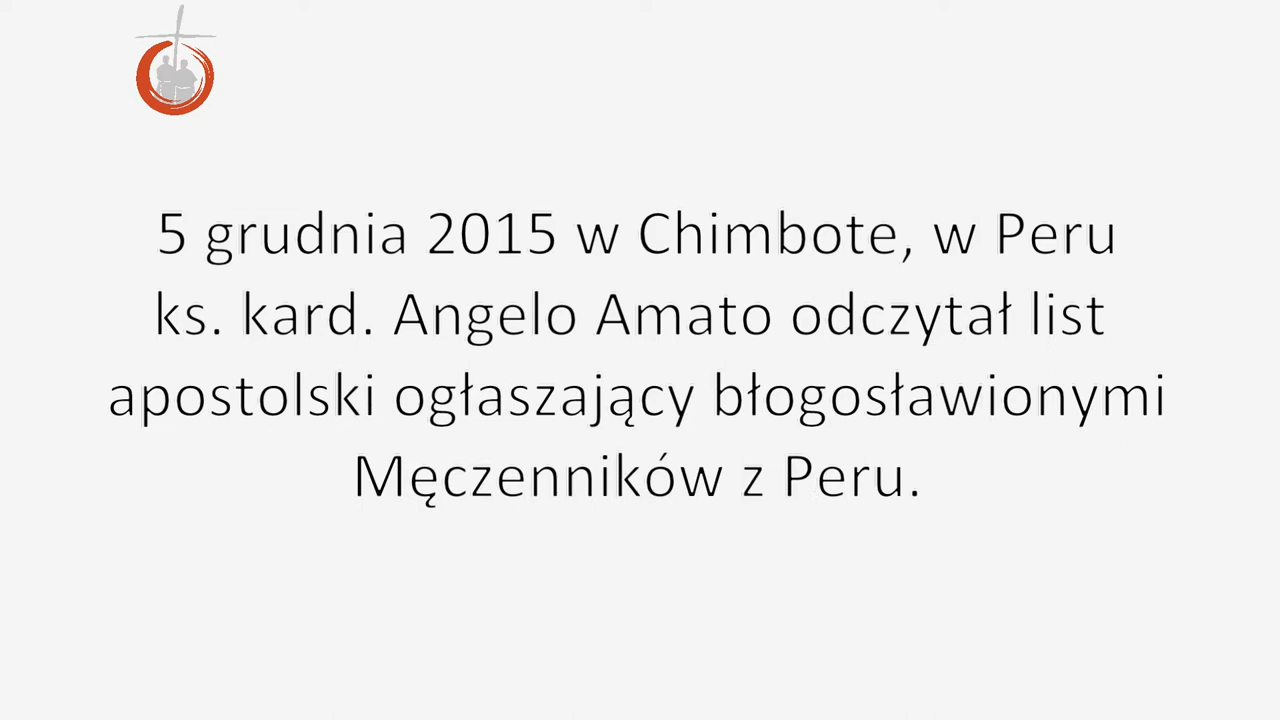 5 grudnia 2015 w Chimbote, w Peru
ks. kard. Angelo Amato odczytał list
apostolski ogłaszający błogosławionymi
Męczenników z Peru.